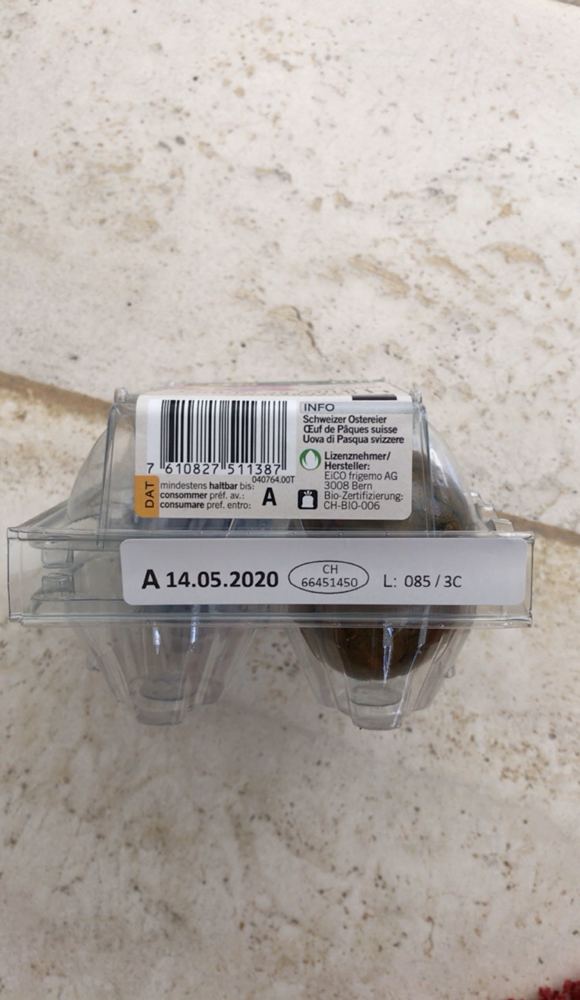 INFO
Schweizer Ostereier
Œuf de Pâques suisse
Uova di Pasqua svizzere
Lizenznehmer/
Hersteller:
EiCO frigemo AG
3008 Bern
Bio-Zertifizierung:
CH-BIO-006
7 610827 511387
040764.00T
DAT
mindestens haltbar bis:
consommer préf. av.:
consumare pref. entro:
A
A 14.05.2020
CH
66451450
L: 085 / 3C